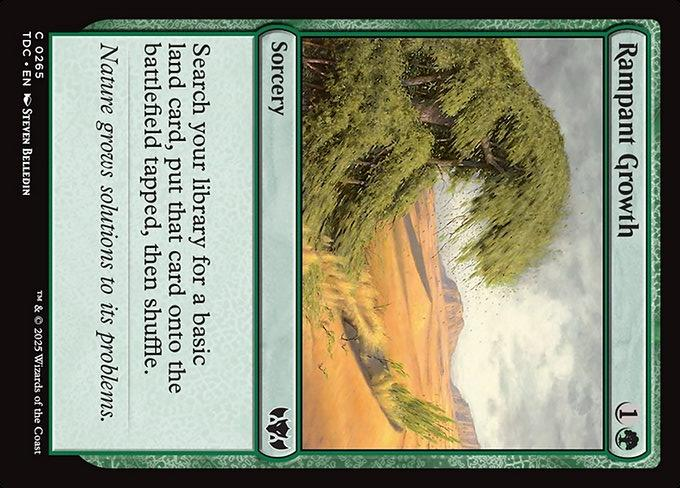 Rampant Growth 1
Sorcery
Search your library for a basic
land card, put that card onto the
battlefield tapped, then shuffle.
Nature grows solutions to its problems.
C 0265
TDC • EN STEVEN BELLEDIN
™ & © 2025 Wizards of the Coast